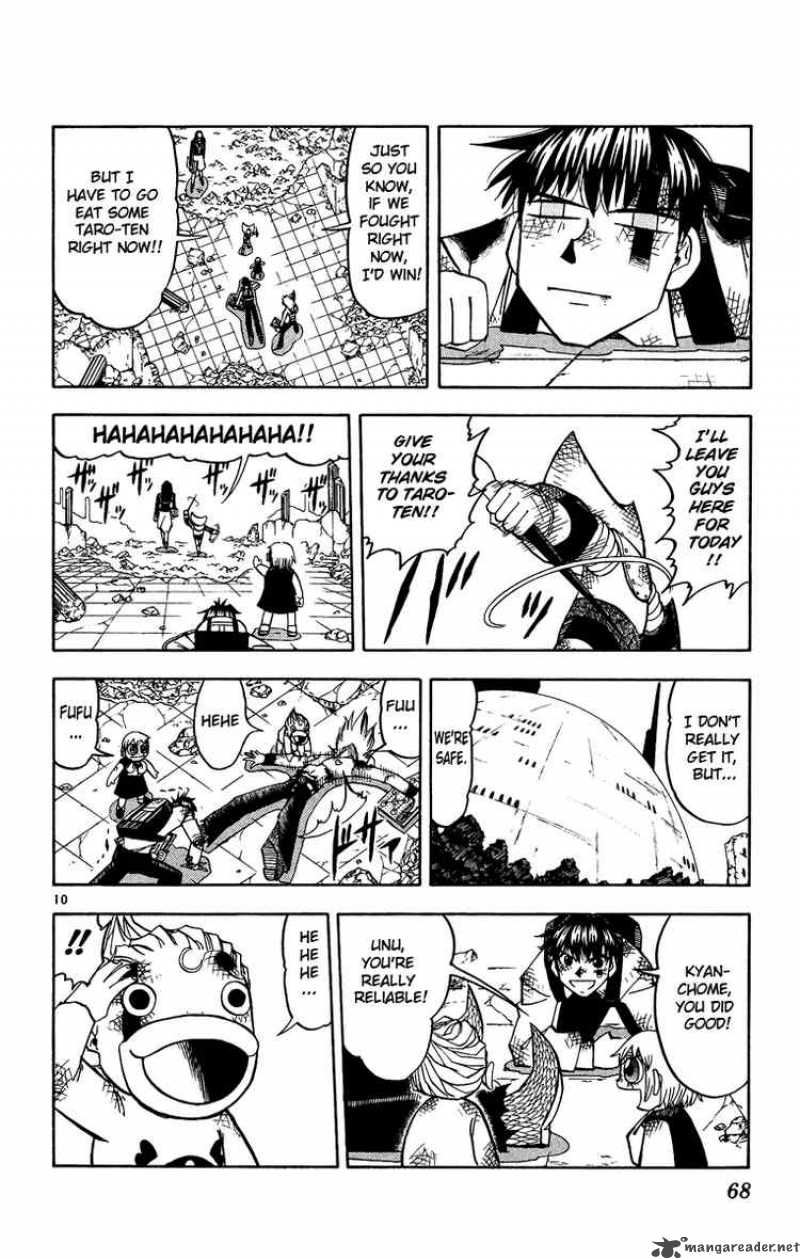 JUST
SO YOU
KNOW,
IF WE
FOUGHT
RIGHT
NOW,
I'D WIN!
BUT I
HAVE TO GO
EAT SOME
TARO-TEN
RIGHT NOW!!
I'LL
LEAVE
YOU
GUYS
HERE
FOR
TODAY
!!
GIVE
YOUR
THANKS
TO TARO-
TEN!!
HAHAHAHAHAHAHA!!
I DON'T
REALLY
GET IT,
BUT...
WE'RE
SAFE.
FUU
...
HEHE
FUFU
...
10
KYAN-
CHOME,
YOU DID
GOOD!
UNU,
YOU'RE
REALLY
RELIABLE!
HE
HE
HE
...
!!
68
mangareader.net